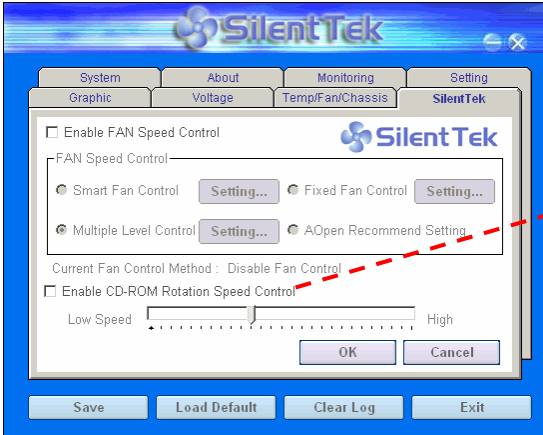 SilentTek
System About Monitoring Setting
Graphic Voltage Temp/Fan/Chassis SilentTek
Enable FAN Speed Control
SilentTek
FAN Speed Control
Smart Fan Control Setting... Fixed Fan Control Setting...
Multiple Level Control Setting... AOpen Recommend Setting
Current Fan Control Method : Disable Fan Control
Enable CD-ROM Rotation Speed Control
Low Speed High
OK Cancel
Save Load Default Clear Log Exit